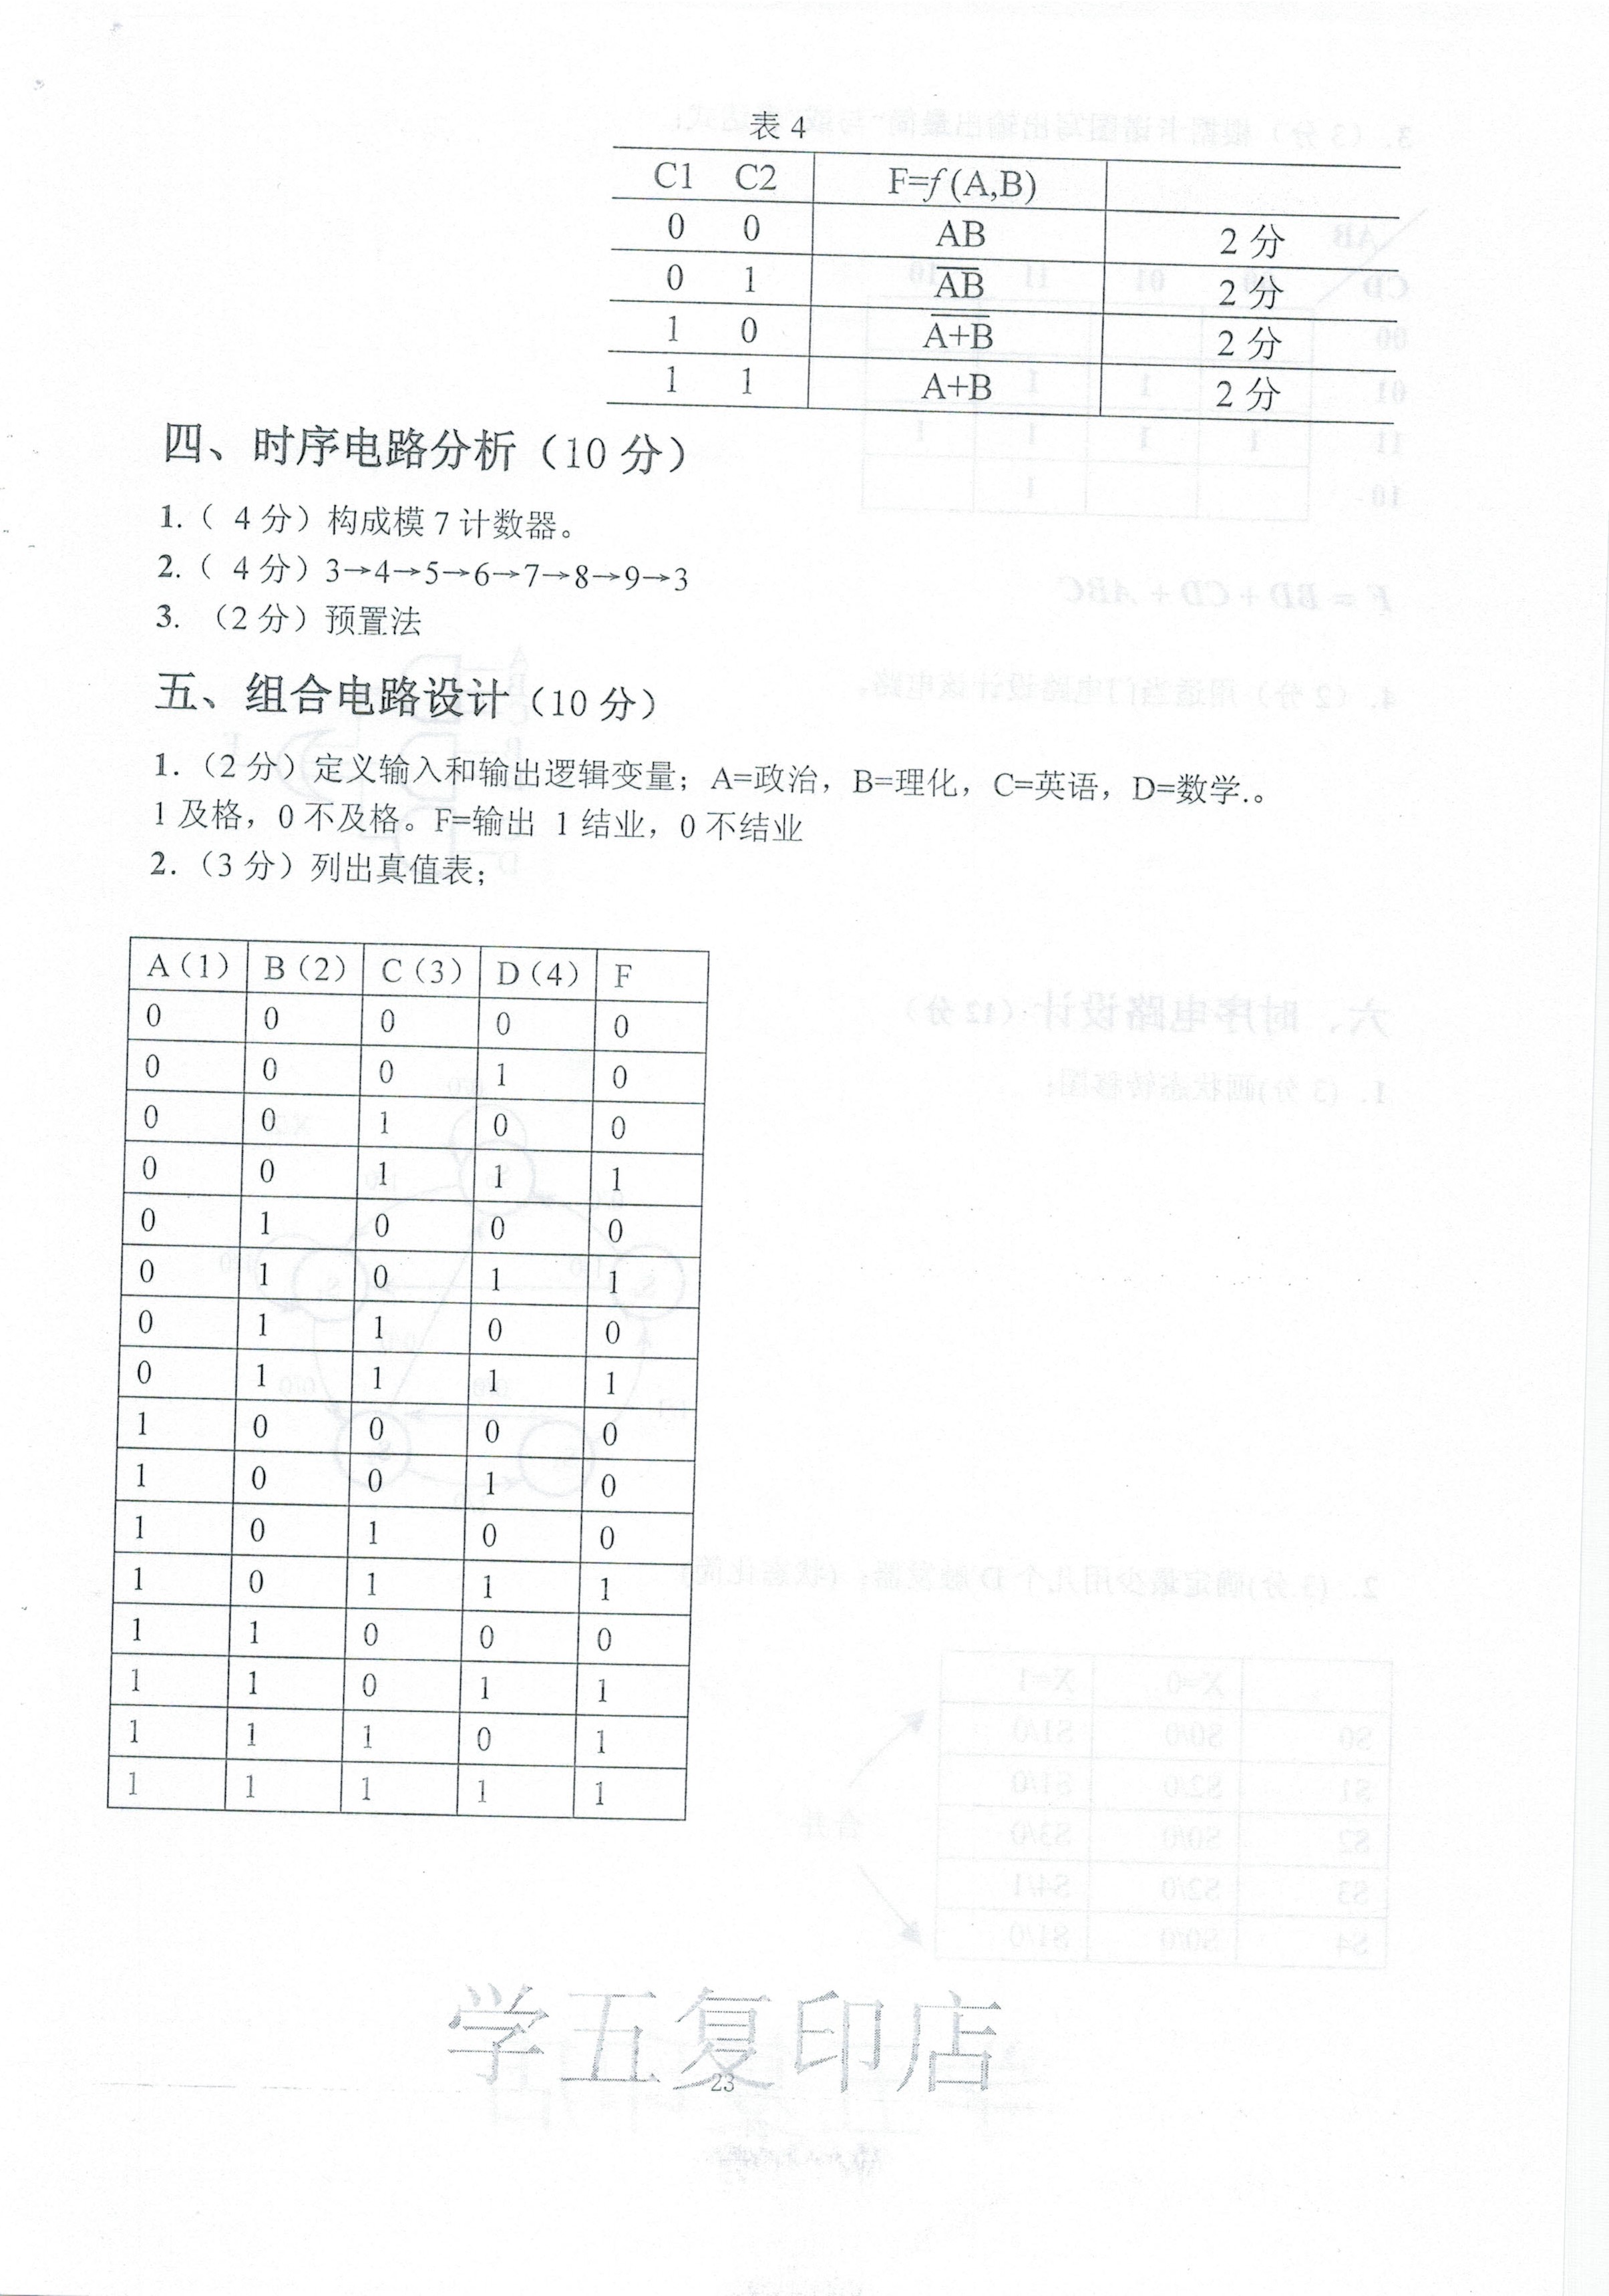 表 4
C1 C2 F=f (A,B)
0 0 AB 2 分
0 1 A̅B̅ 2 分
1 0 A̅+̅B̅ 2 分
1 1 A+B 2 分
四、时序电路分析（10 分）
1.（ 4 分）构成模 7 计数器。
2.（ 4 分）3→4→5→6→7→8→9→3
3. （2 分）预置法
五、组合电路设计（10 分）
1.（2 分）定义输入和输出逻辑变量；A=政治，B=理化，C=英语，D=数学.。
1 及格，0 不及格。F=输出 1 结业，0 不结业
2.（3 分）列出真值表；
A（1） B（2） C（3） D（4） F
0 0 0 0 0
0 0 0 1 0
0 0 1 0 0
0 0 1 1 1
0 1 0 0 0
0 1 0 1 1
0 1 1 0 0
0 1 1 1 1
1 0 0 0 0
1 0 0 1 0
1 0 1 0 0
1 0 1 1 1
1 1 0 0 0
1 1 0 1 1
1 1 1 0 1
1 1 1 1 1
学五复印店
23